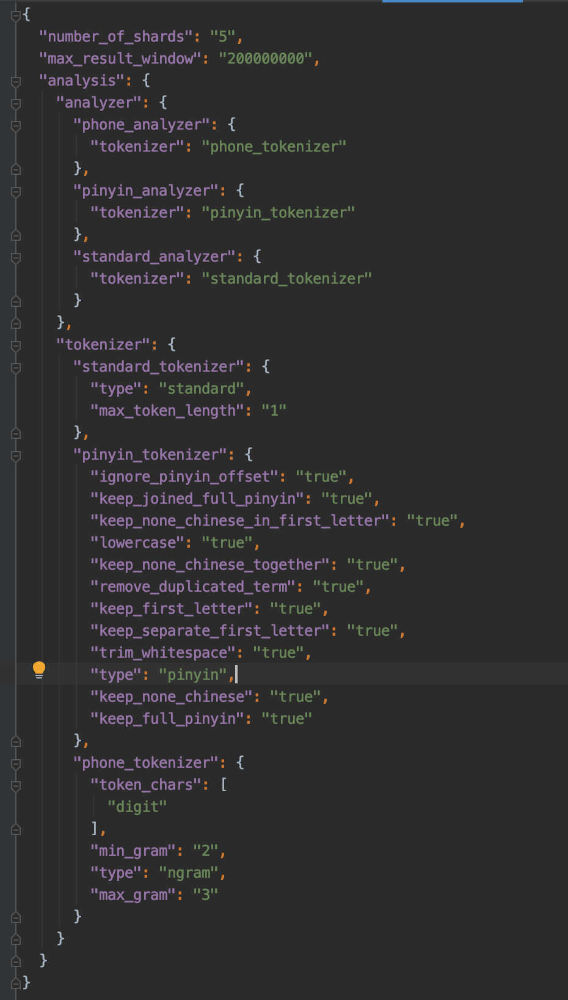 {
  "number_of_shards": "5",
  "max_result_window": "200000000",
  "analysis": {
    "analyzer": {
      "phone_analyzer": {
        "tokenizer": "phone_tokenizer"
      },
      "pinyin_analyzer": {
        "tokenizer": "pinyin_tokenizer"
      },
      "standard_analyzer": {
        "tokenizer": "standard_tokenizer"
      }
    },
    "tokenizer": {
      "standard_tokenizer": {
        "type": "standard",
        "max_token_length": "1"
      },
      "pinyin_tokenizer": {
        "ignore_pinyin_offset": "true",
        "keep_joined_full_pinyin": "true",
        "keep_none_chinese_in_first_letter": "true",
        "lowercase": "true",
        "keep_none_chinese_together": "true",
        "remove_duplicated_term": "true",
        "keep_first_letter": "true",
        "keep_separate_first_letter": "true",
        "trim_whitespace": "true",
        "type": "pinyin",
        "keep_none_chinese": "true",
        "keep_full_pinyin": "true"
      },
      "phone_tokenizer": {
        "token_chars": [
          "digit"
        ],
        "min_gram": "2",
        "type": "ngram",
        "max_gram": "3"
      }
    }
  }
}